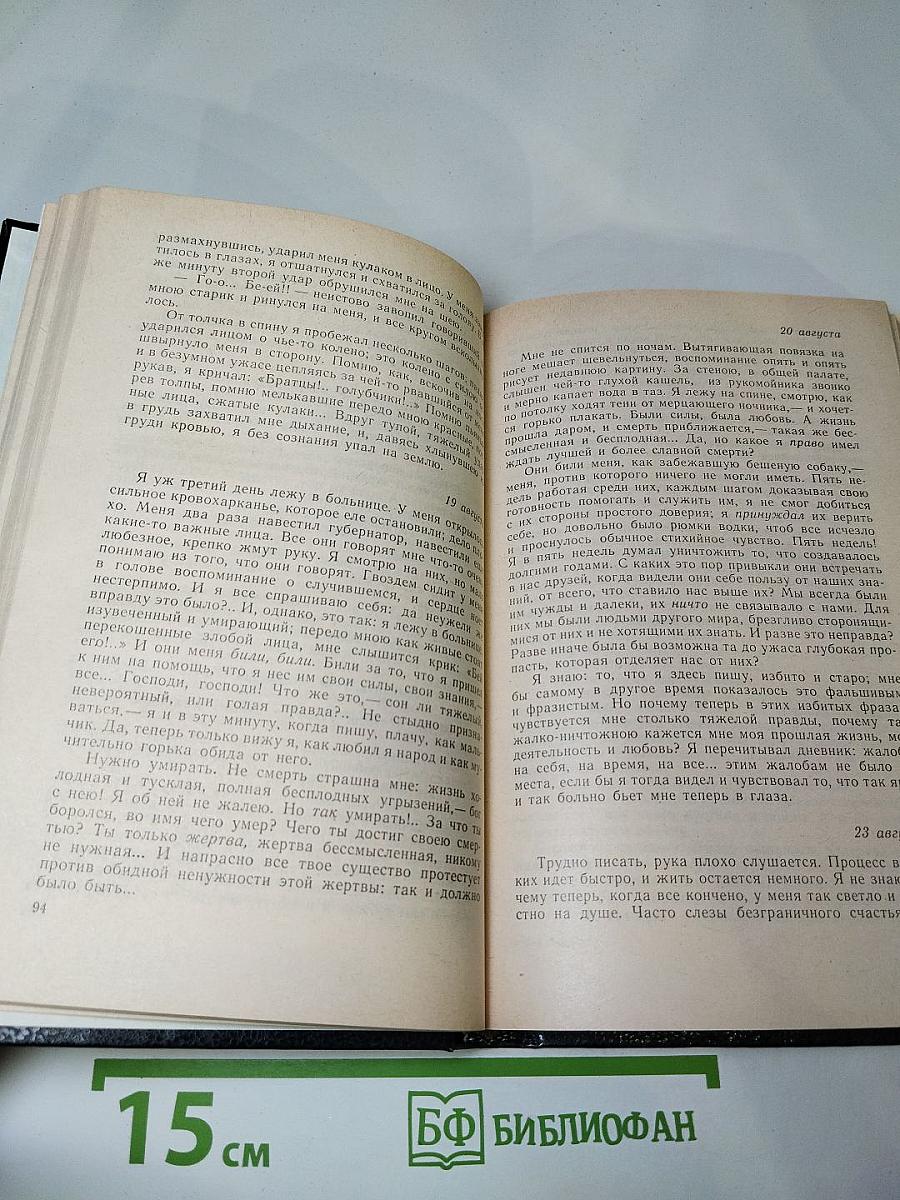 размахнувшись, ударил меня кулаком в лицо. У меня
тилось в глазах, я отшатнулся и схватился за голову. В
же минуту второй удар обрушился мне на шею.
— Го-о... Бе-ей!! — неистово завопил говоривший
мною старик и ринулся на меня, и все кругом
лось.
От толчка в спину я пробежал несколько шагов;
ударился лицом о чье-то колено; это колено с силою
швырнуло меня в сторону. Помню, как, вскочив на
и в безумном ужасе цепляясь за чей-то рвавшийся от
рукав, я кричал: «Братцы!.. голубчики!..» Помню
рев толпы, помню мелькавшие передо мною красные
ные лица, сжатые кулаки... Вдруг тупой, тяжелый удар
в грудь захватил мне дыхание, и, давясь хлынувшею
груди кровью, я без сознания упал на землю.
19 август
Я уж третий день лежу в больнице. У меня открылось
сильное кровохарканье, которое еле остановили; дело
хо. Меня два раза навестил губернатор, навестили
какие-то важные лица. Все они говорят мне что-то очень
любезное, крепко жмут руку. Я смотрю на них, но мало
понимаю из того, что они говорят. Гвоздем сидит у меня
в голове воспоминание о случившемся, и сердце ноет
нестерпимо. И я все спрашиваю себя: да неужели ж
вправду это было?.. И, однако, это так: я лежу в больнице,
изувеченный и умирающий; передо мною как живые стоят
перекошенные злобой лица, мне слышится крик: «Бей
его!..» И они меня били, били. Били за то, что я пришел
к ним на помощь, что я нес им свои силы, свои знания,—
все... Господи, господи! Что же это,— сон ли тяжелый,
невероятный, или голая правда?.. Не стыдно призна-
ваться,— я и в эту минуту, когда пишу, плачу, как маль-
чик. Да, теперь только вижу я, как любил я народ и как му-
чительно горька обида от него.
Нужно умирать. Не смерть страшна мне: жизнь хо-
лодная и тусклая, полная бесплодных угрызений,— бог
с нею! Я об ней не жалею. Но так умирать!.. За что ты
боролся, во имя чего умер? Чего ты достиг своею смер-
тью? Ты только жертва, жертва бессмысленная, никому
не нужная... И напрасно все твое существо протестует
против обидной ненужности этой жертвы: так и должно
было быть...
94
20 августа
Мне не спится по ночам. Вытягивающая повязка на
ноге мешает шевельнуться, воспоминание опять и опять
рисует недавнюю картину. За стеною, в общей палате,
слышен чей-то глухой кашель, из рукомойника звонко
и мерно капает вода в таз. Я лежу на спине, смотрю, как
по потолку ходят тени от мерцающего ночника,— и хочет-
ся горько плакать. Были силы, была любовь. А жизнь
прошла даром, и смерть приближается,— такая же бес-
смысленная и бесплодная... Да, но какое я право имел
ждать лучшей и более славной смерти?
Они били меня, как забежавшую бешеную собаку,—
меня, против которого ничего не могли иметь. Пять не-
дель работая среди них, каждым шагом доказывая свою
готовность помогать и служить им, я не смог добиться
с их стороны простого доверия; я принуждал их верить
себе, но довольно было рюмки водки, чтоб все исчезло
и проснулось обычное стихийное чувство. Пять недель!
Я в пять недель думал уничтожить то, что создавалось
долгими годами. С каких это пор привыкли они встречать
в нас друзей, когда видели они себе пользу от наших зна-
ний, от всего, что ставило нас выше их? Мы всегда были
им чужды и далеки, их ничто не связывало с нами. Для
них мы были людьми другого мира, брезгливо сторонящи-
мися от них и не хотящими их знать. И разве это неправда?
Разве иначе была бы возможна та до ужаса глубокая про-
пасть, которая отделяет нас от них?
Я знаю: то, что я здесь пишу, избито и старо; мне
бы самому в другое время показалось это фальшивым
и фразистым. Но почему теперь в этих избитых фраза
чувствуется мне столько тяжелой правды, почему та
жалко-ничтожною кажется мне моя прошлая жизнь, мо
деятельность и любовь? Я перечитывал дневник: жалоб
на себя, на время, на все... этим жалобам не было
места, если бы я тогда видел и чувствовал то, что так яр
и так больно бьет мне теперь в глаза.
23 авгу
Трудно писать, рука плохо слушается. Процесс в
ких идет быстро, и жить остается немного. Я не знаю
чему теперь, когда все кончено, у меня так светло и
стно на душе. Часто слезы безграничного счастья
15 см
БФ БИБЛИОФАН